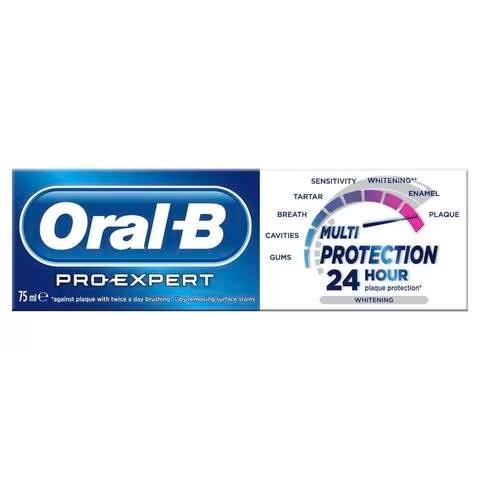 Oral-B
PRO-EXPERT
75 ml ℮ *against plaque with twice a day brushing. **by removing surface stains
GUMS
CAVITIES
BREATH
TARTAR
SENSITIVITY
WHITENING**
ENAMEL
PLAQUE
MULTI
PROTECTION
24 HOUR
plaque protection*
WHITENING